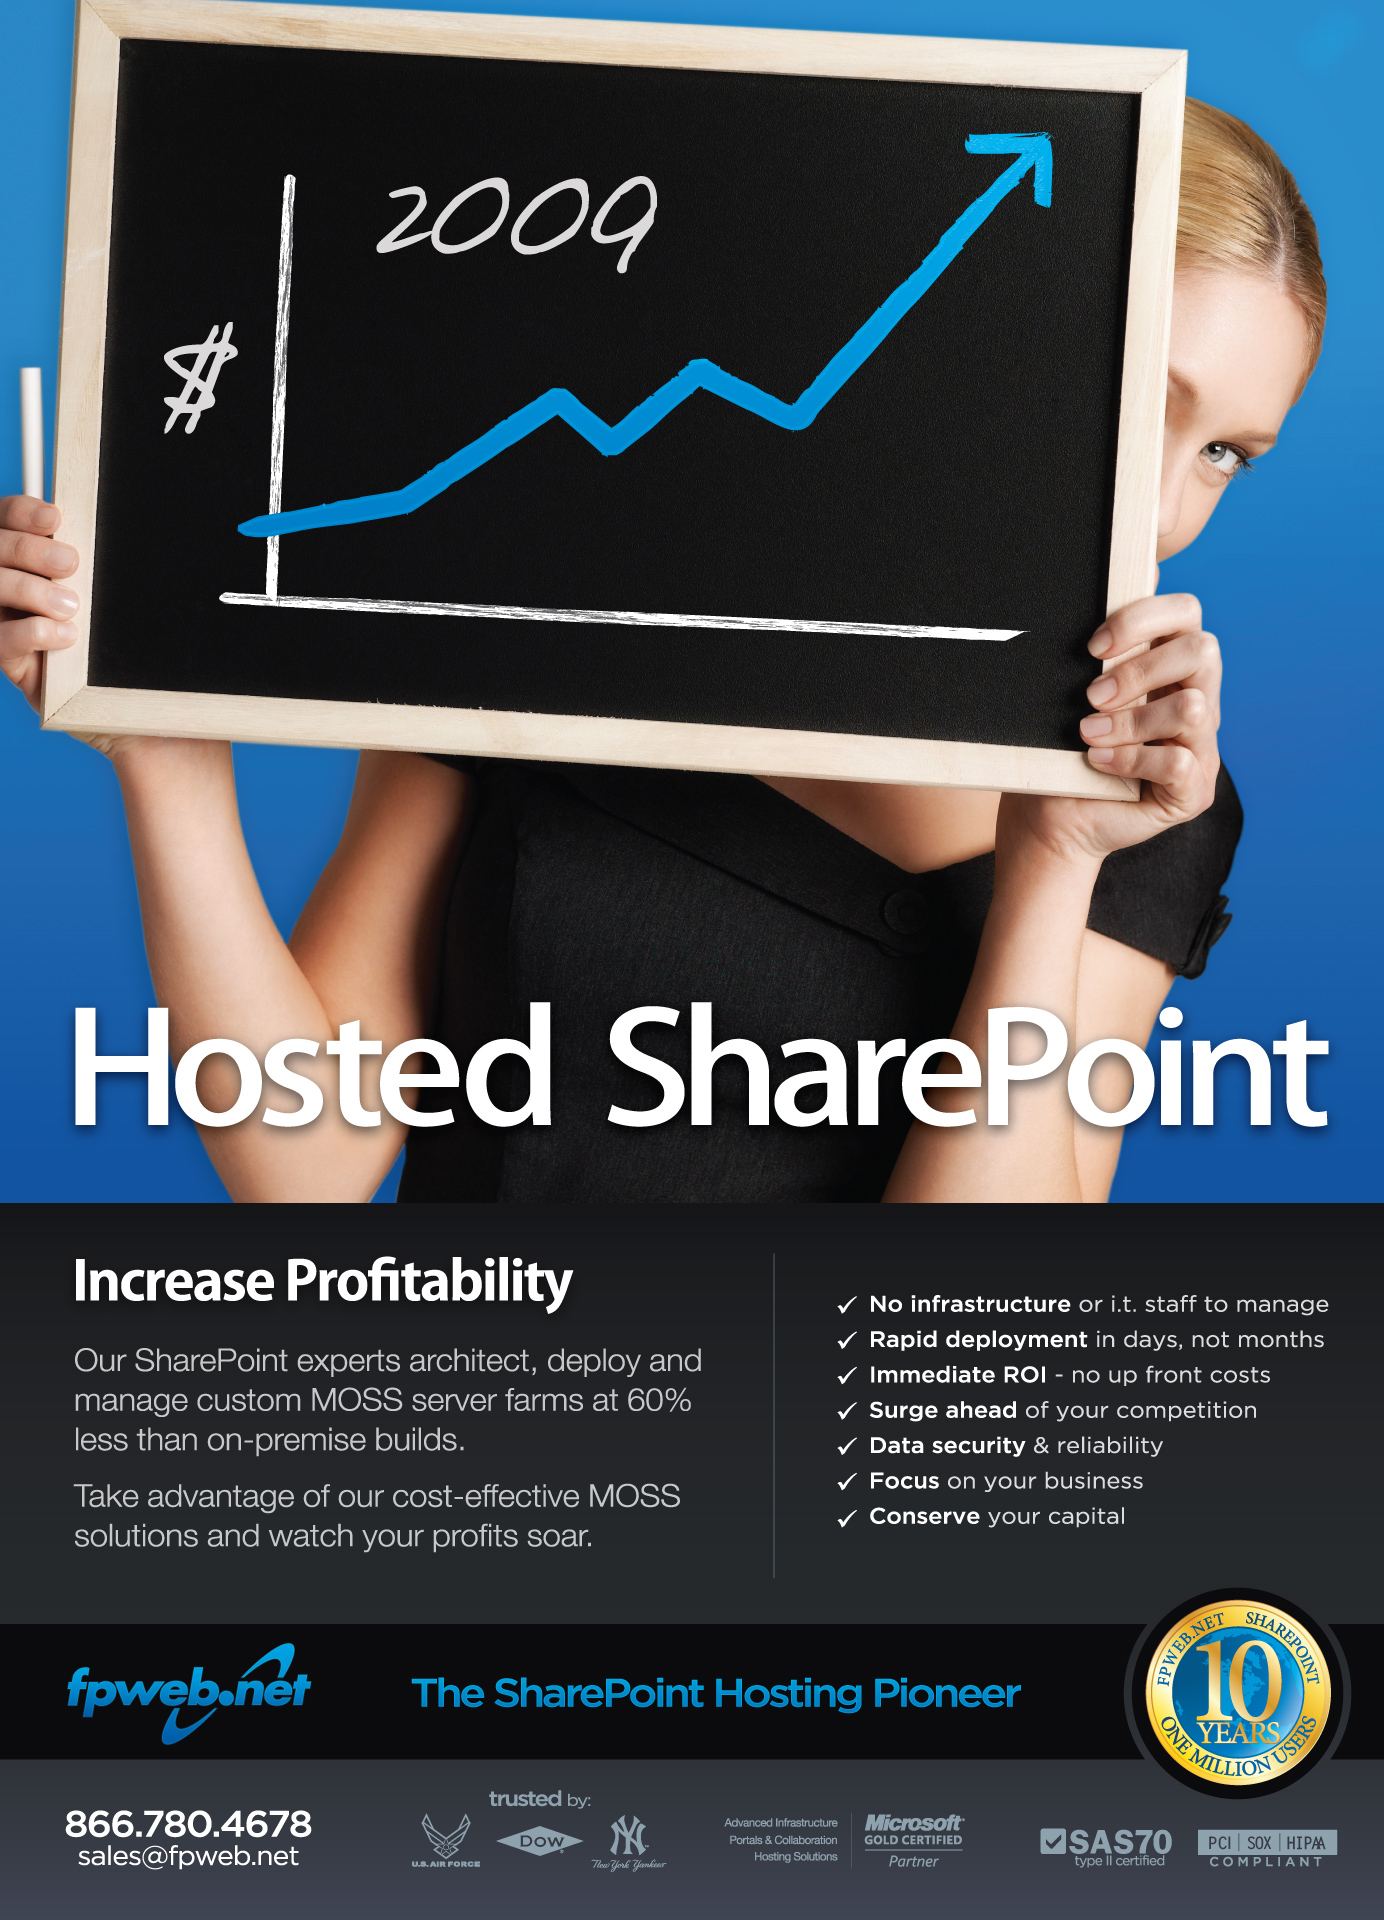 2009
$
Hosted SharePoint
Increase Profitability
Our SharePoint experts architect, deploy and
manage custom MOSS server farms at 60%
less than on-premise builds.
Take advantage of our cost-effective MOSS
solutions and watch your profits soar.
No infrastructure or i.t. staff to manage
Rapid deployment in days, not months
Immediate ROI - no up front costs
Surge ahead of your competition
Data security & reliability
Focus on your business
Conserve your capital
fpweb.net
The SharePoint Hosting Pioneer
FPWEB.NET SHAREPOINT
10
YEARS
ONE MILLION USERS
866.780.4678
sales@fpweb.net
trusted by:
U.S. AIR FORCE
DOW
NY
New York Yankees
Advanced Infrastructure
Portals & Collaboration
Hosting Solutions
Microsoft
GOLD CERTIFIED
Partner
SAS70
type II certified
PCI | SOX | HIPAA
COMPLIANT